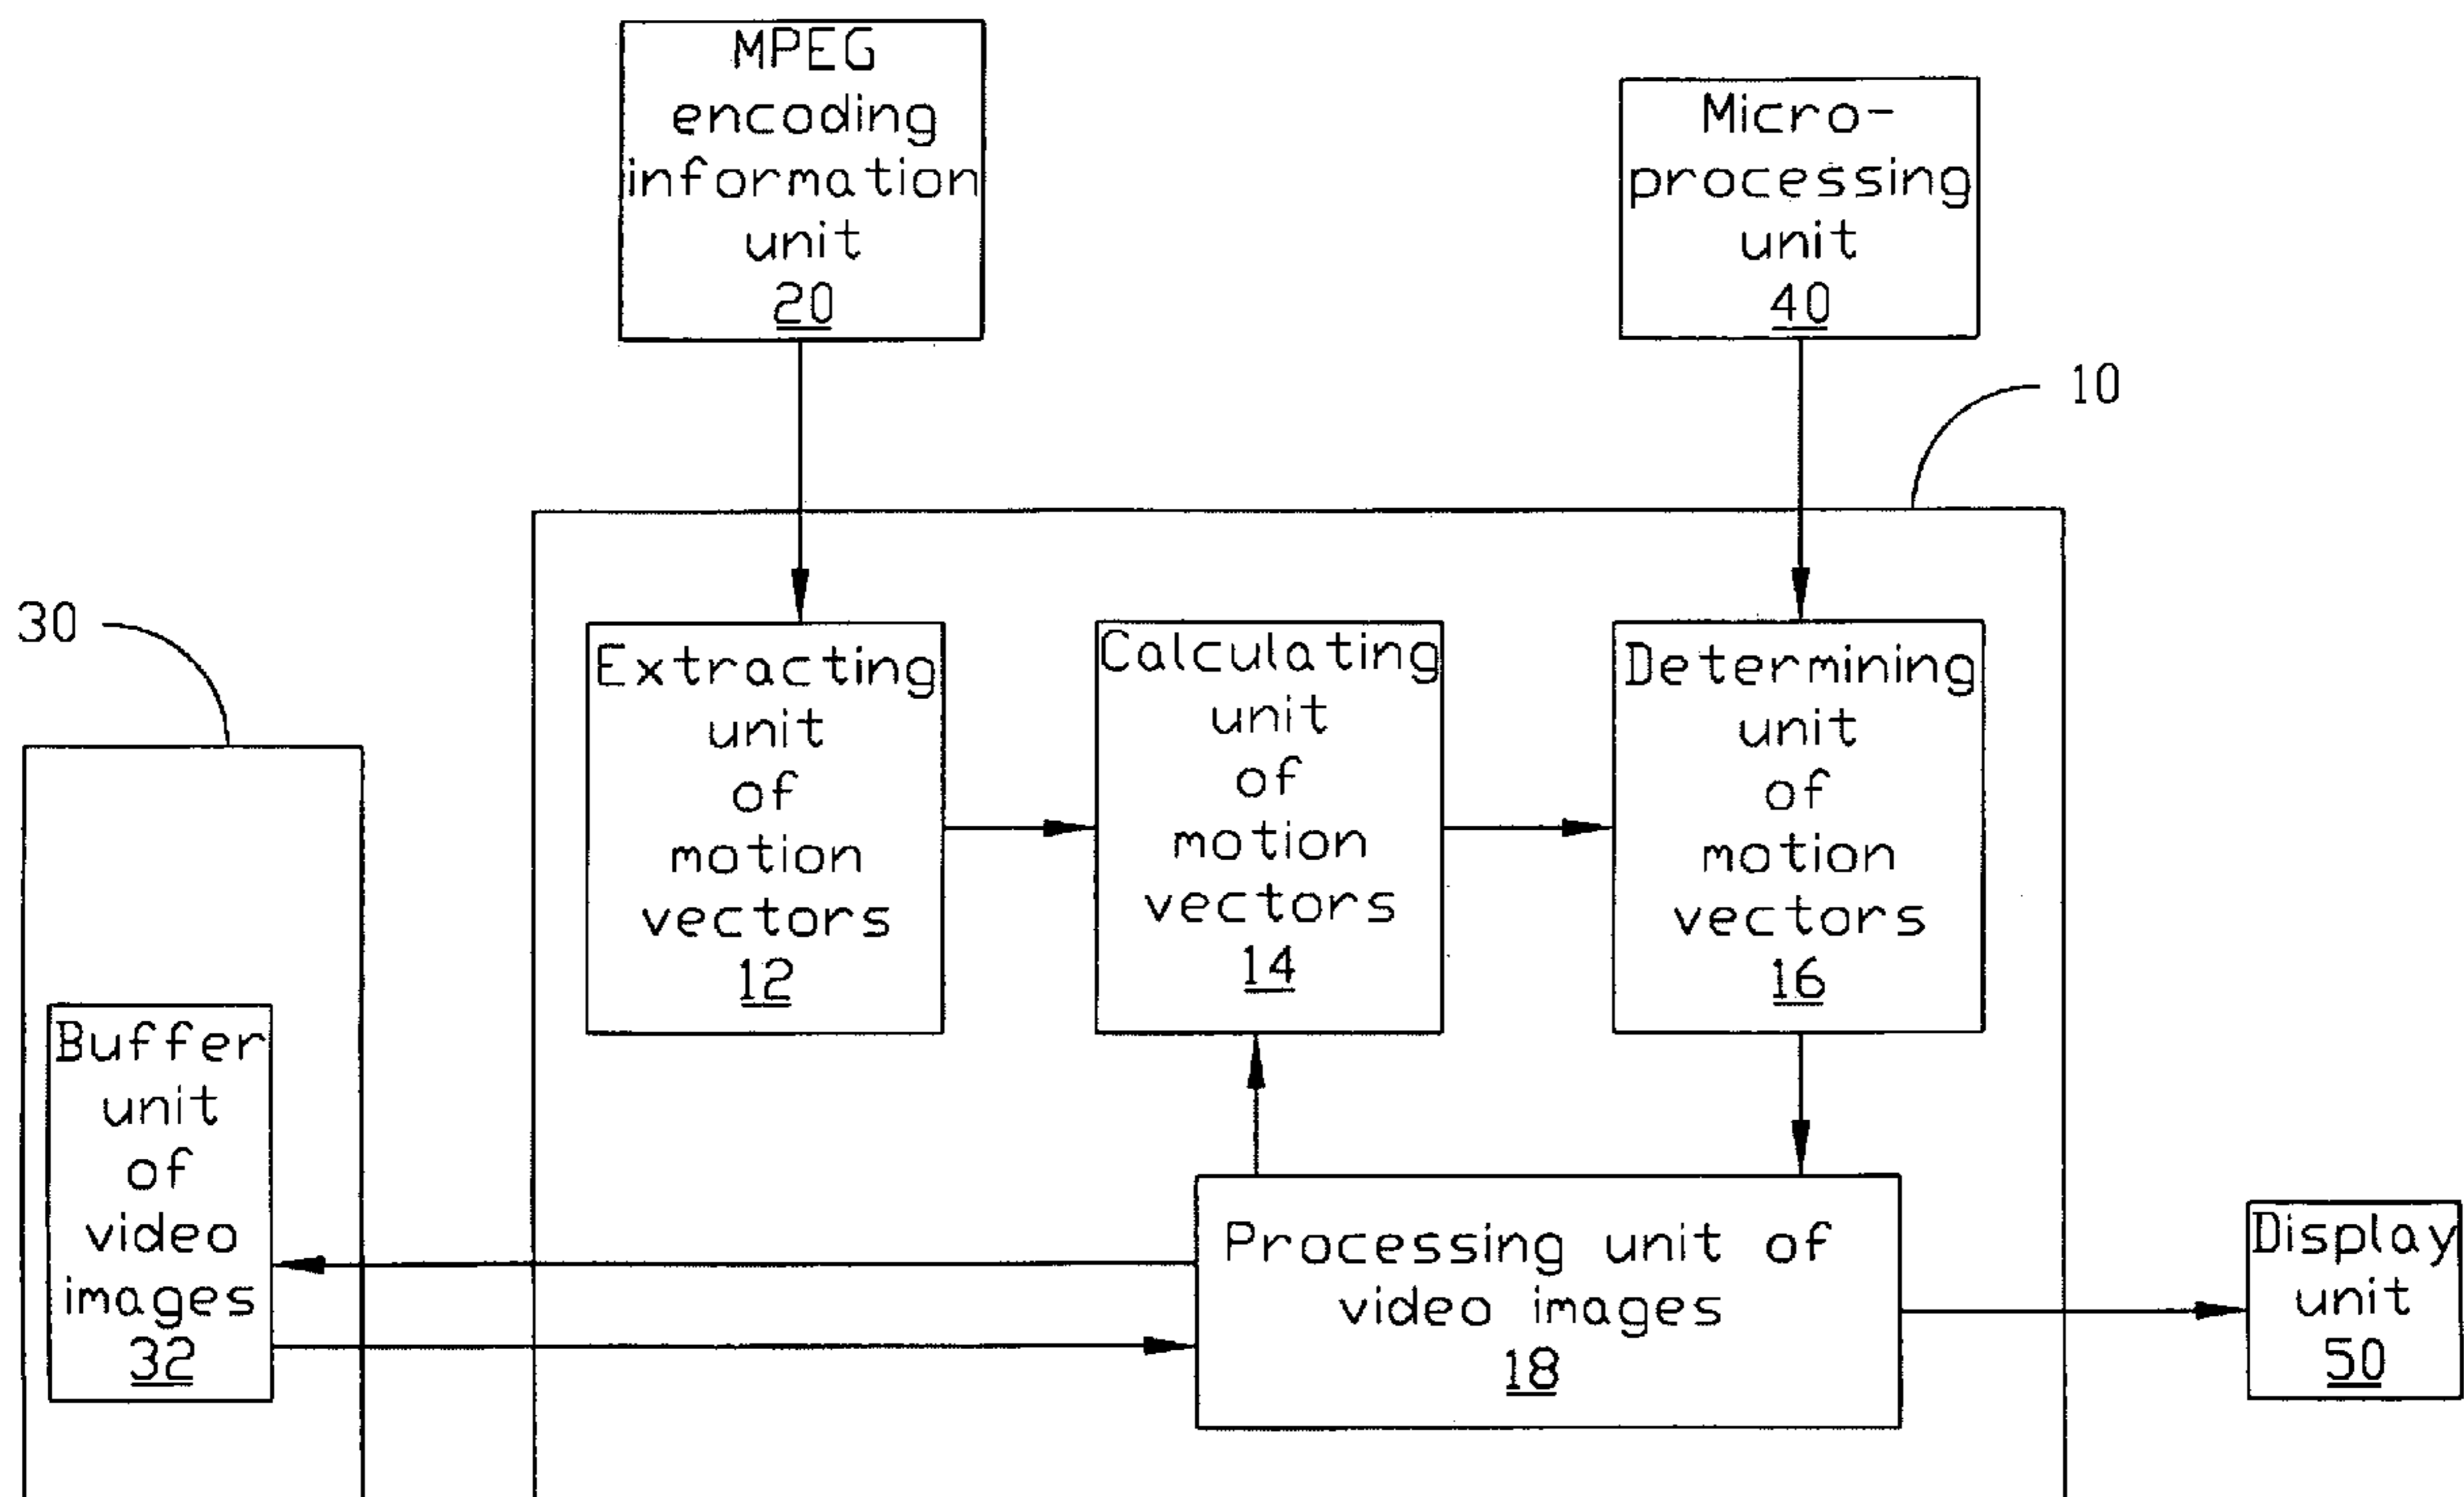 MPEG
encoding
information
unit
20
Micro-
processing
unit
40
10
30
Extracting
unit
of
motion
vectors
12
Calculating
unit
of
motion
vectors
14
Determining
unit
of
motion
vectors
16
Buffer
unit
of
video
images
32
Processing unit of
video images
18
Display
unit
50